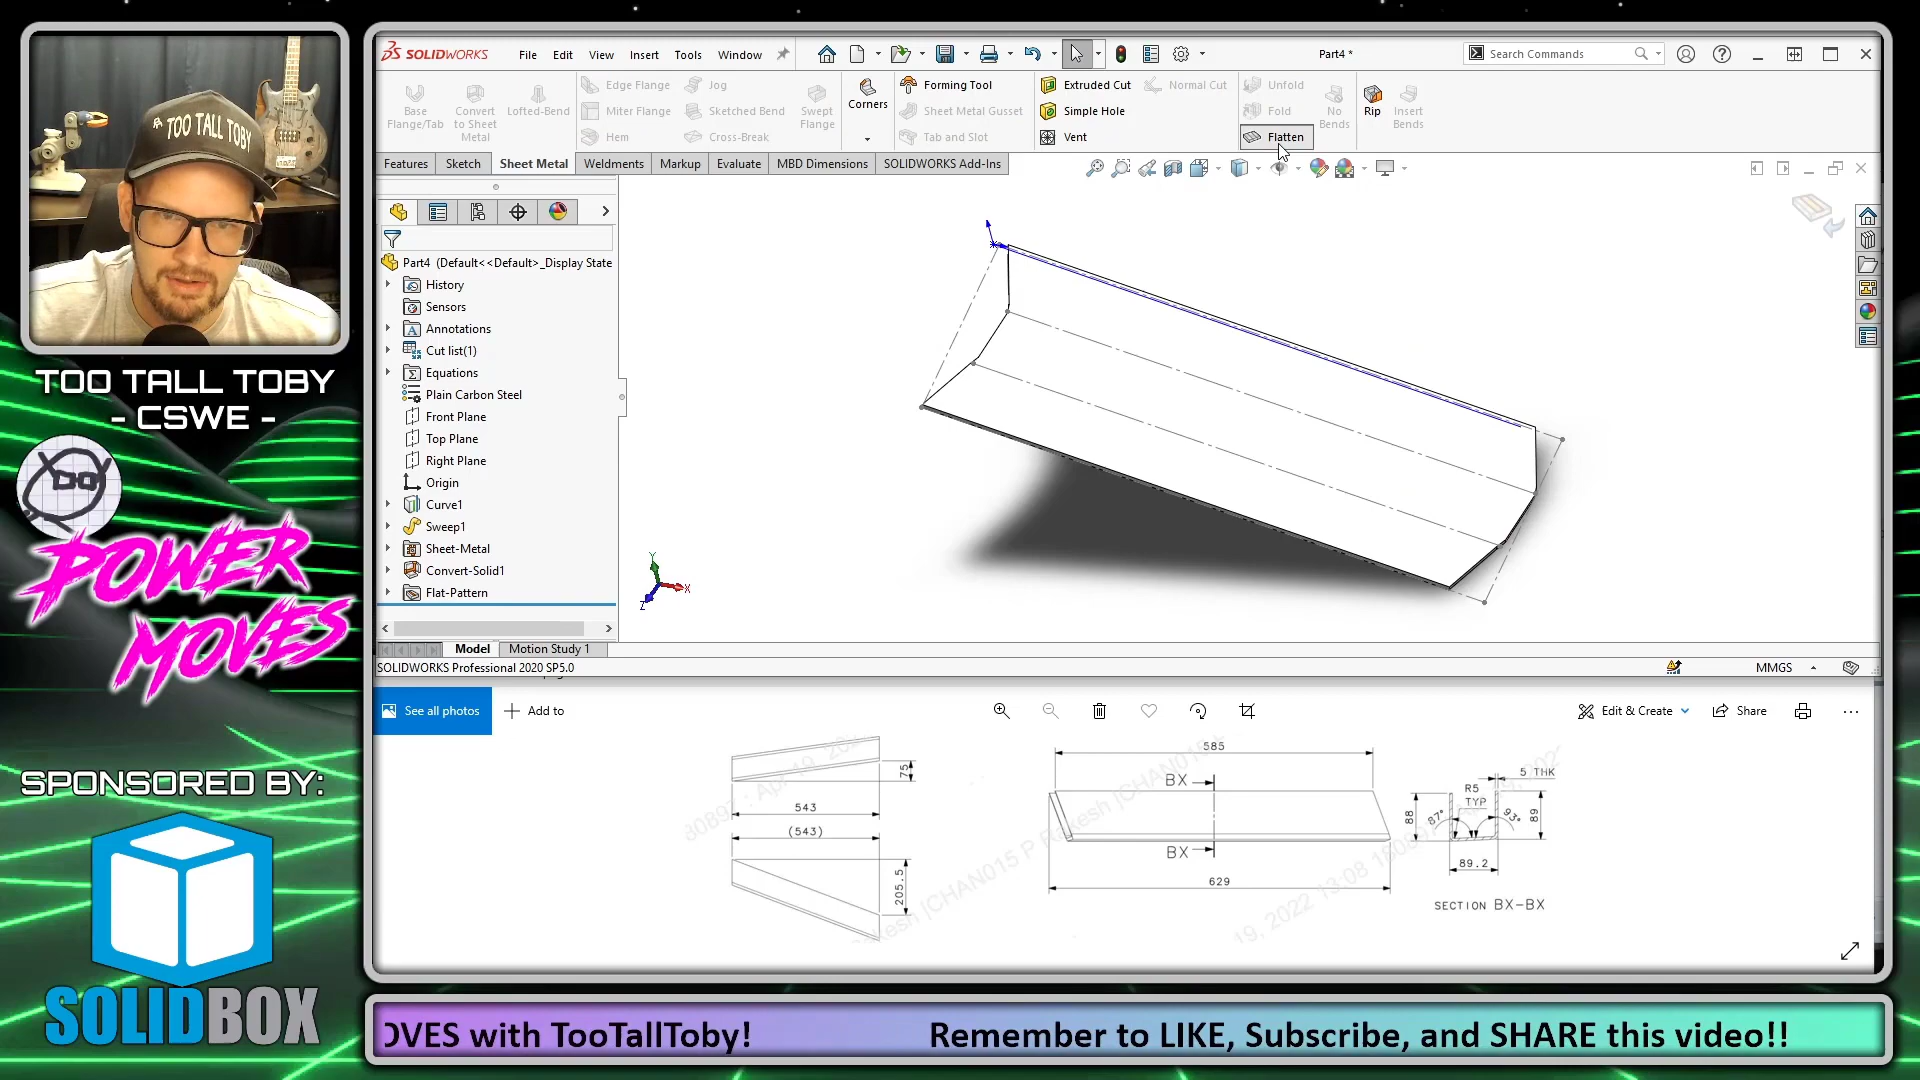 TOO TALL TOBY
TOO TALL TOBY
- CSWE -
POWER
MOVES
SPONSORED BY:
SOLIDBOX
SOLIDWORKS
File Edit View Insert Tools Window
Part4 *
Search Commands
Base Flange/Tab
Convert to Sheet Metal
Lofted-Bend
Edge Flange
Miter Flange
Hem
Jog
Sketched Bend
Cross-Break
Swept Flange
Corners
Forming Tool
Sheet Metal Gusset
Tab and Slot
Extruded Cut
Simple Hole
Vent
Normal Cut
Unfold
Fold
Flatten
No Bends
Rip
Insert Bends
Features Sketch Sheet Metal Weldments Markup Evaluate MBD Dimensions SOLIDWORKS Add-Ins
Part4 (Default<<Default>_Display State
History
Sensors
Annotations
Cut list(1)
Equations
Plain Carbon Steel
Front Plane
Top Plane
Right Plane
Origin
Curve1
Sweep1
Sheet-Metal
Convert-Solid1
Flat-Pattern
Y
X
Z
Model Motion Study 1
SOLIDWORKS Professional 2020 SP5.0
MMGS
See all photos
Add to
Edit & Create
Share
75
543
(543)
205.5
585
BX
BX
629
5 THK
R5
TYP
88
87°
93°
89
89.2
SECTION BX-BX
OVES with TooTallToby!
Remember to LIKE, Subscribe, and SHARE this video!!